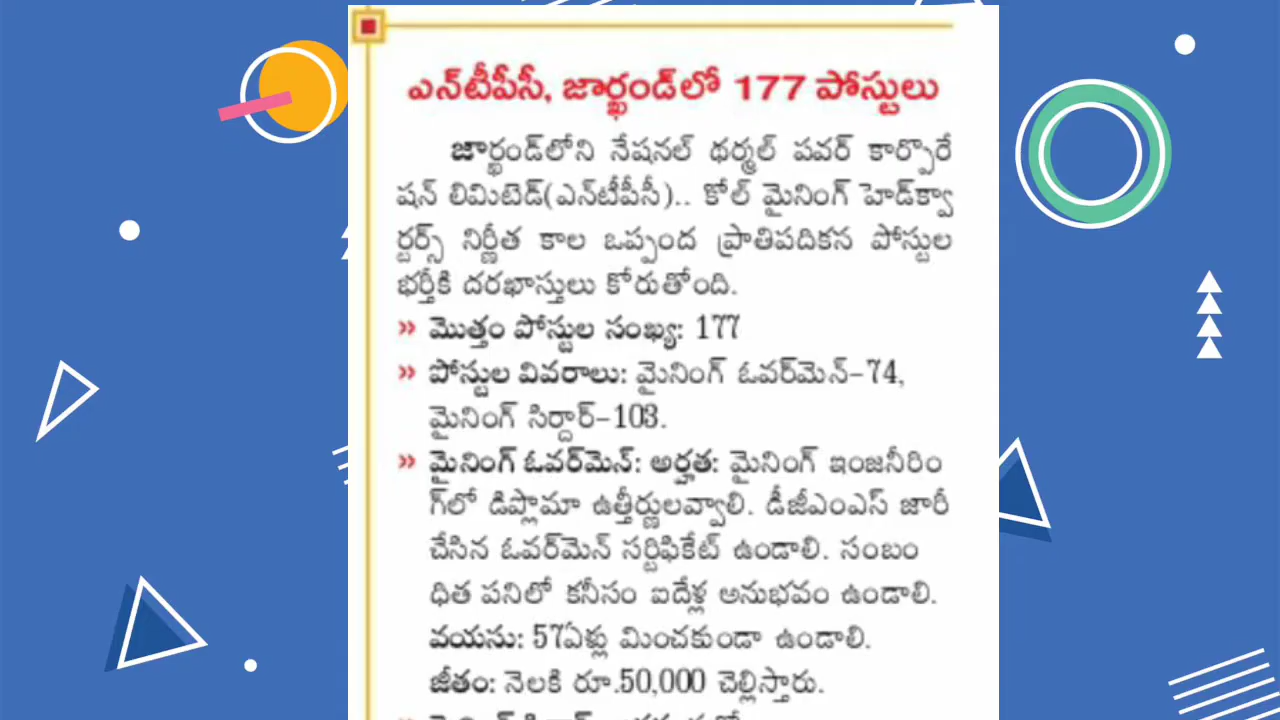 ఎన్‌టీపీసీ, జార్ఖండ్‌లో 177 పోస్టులు
జార్ఖండ్‌లోని నేషనల్ థర్మల్ పవర్ కార్పొరే
షన్ లిమిటెడ్(ఎన్‌టీపీసీ).. కోల్ మైనింగ్ హెడ్‌క్వా
ర్టర్స్ నిర్ణీత కాల ఒప్పంద ప్రాతిపదికన పోస్టుల
భర్తీకి దరఖాస్తులు కోరుతోంది.
» మొత్తం పోస్టుల సంఖ్య: 177
» పోస్టుల వివరాలు: మైనింగ్ ఓవర్‌మెన్–74,
మైనింగ్ సిర్దార్–103.
» మైనింగ్ ఓవర్‌మెన్: అర్హత: మైనింగ్ ఇంజనీరిం
గ్‌లో డిప్లొమా ఉత్తీర్ణులవ్వాలి. డీజీఎంఎస్ జారీ
చేసిన ఓవర్‌మెన్ సర్టిఫికేట్ ఉండాలి. సంబం
ధిత పనిలో కనీసం ఐదేళ్ల అనుభవం ఉండాలి.
వయసు: 57ఏళ్లు మించకుండా ఉండాలి.
జీతం: నెలకి రూ.50,000 చెల్లిస్తారు.